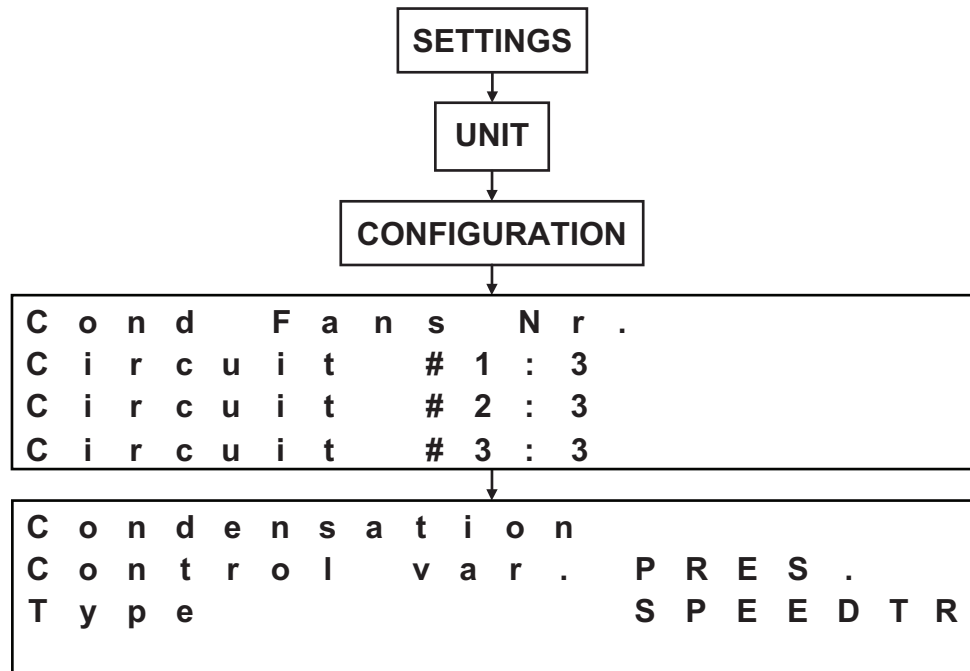 SETTINGS
UNIT
CONFIGURATION
Cond Fans Nr.
Circuit #1:3
Circuit #2:3
Circuit #3:3
Condensation
Control var. PRES.
Type SPEEDTR